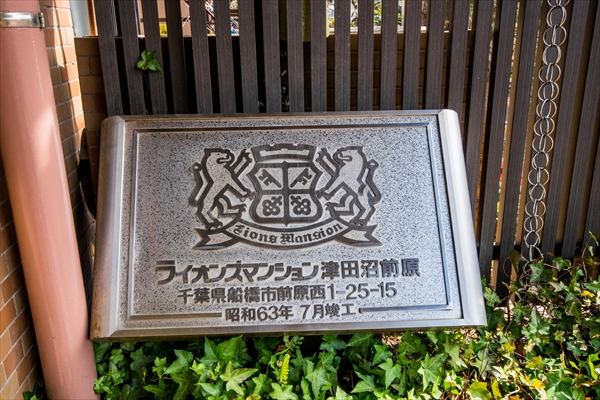 Lions Mansion
ライオンズマンション津田沼前原
千葉県船橋市前原西1-25-15
昭和63年 7月竣工